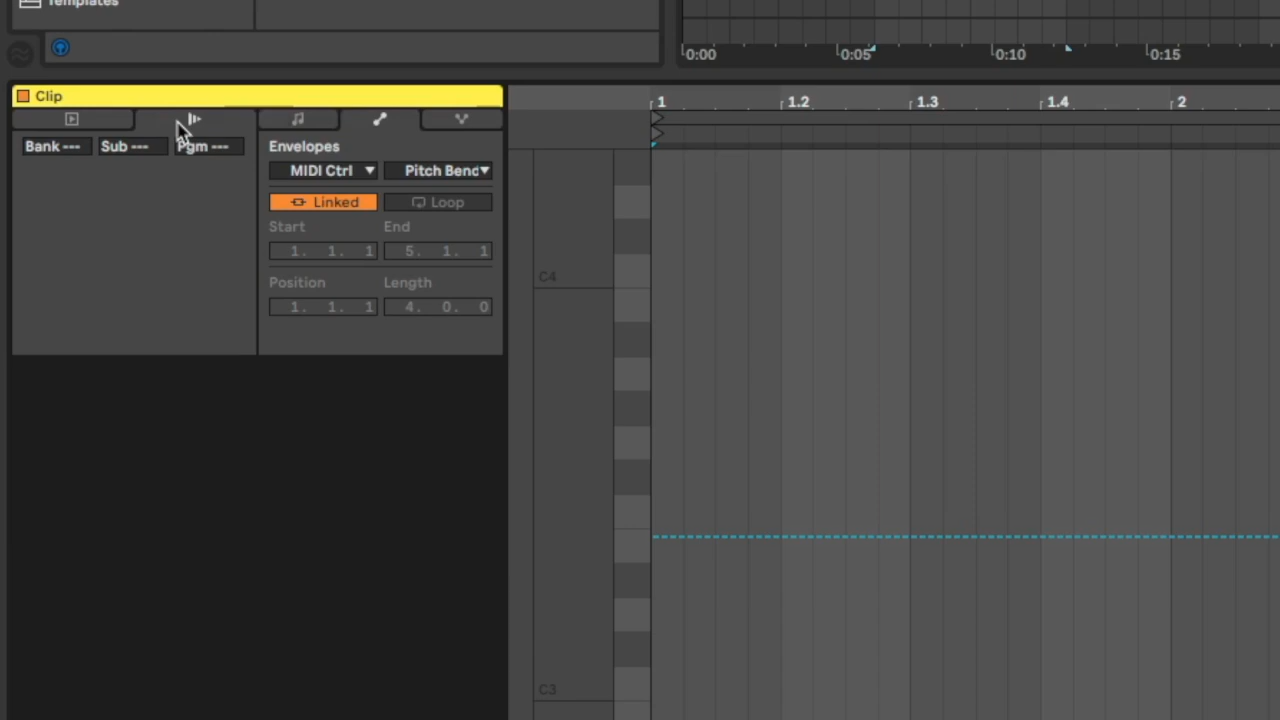 Templates
0:00 0:05 0:10 0:15
Clip
1 1.2 1.3 1.4 2
Bank --- Sub --- Pgm ---
Envelopes
MIDI Ctrl Pitch Bend
Linked Loop
Start End
1. 1. 1 5. 1. 1
C4
Position Length
1. 1. 1 4. 0. 0
C3